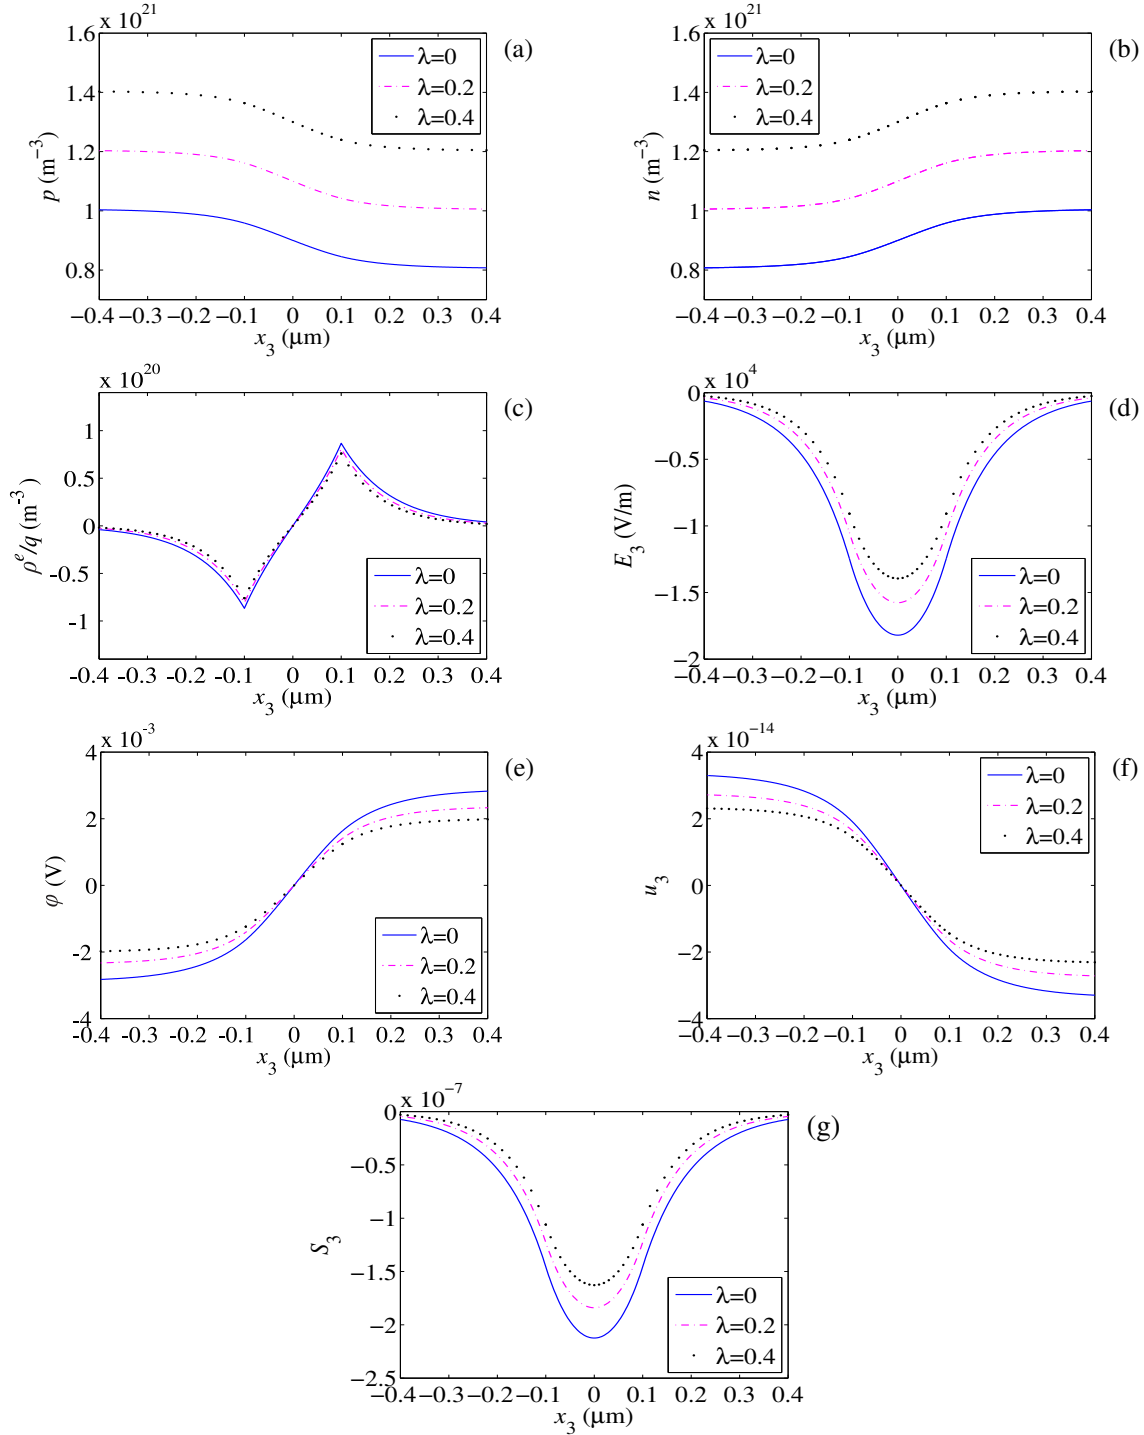 x 10^21
1.6
1.4
1.2
1
0.8
p (m^−3)
λ=0
λ=0.2
λ=0.4
(a)
−0.4 −0.3 −0.2 −0.1 0 0.1 0.2 0.3 0.4
x_3 (μm)
x 10^21
1.6
1.4
1.2
1
0.8
n (m^−3)
λ=0
λ=0.2
λ=0.4
(b)
−0.4 −0.3 −0.2 −0.1 0 0.1 0.2 0.3 0.4
x_3 (μm)
x 10^20
1
0.5
0
-0.5
-1
ρ^e/q (m^-3)
(c)
λ=0
λ=0.2
λ=0.4
-0.4 -0.3 -0.2 -0.1 0 0.1 0.2 0.3 0.4
x_3 (μm)
x 10^4
0
−0.5
−1
−1.5
−2
E_3 (V/m)
(d)
λ=0
λ=0.2
λ=0.4
−0.4 −0.3 −0.2 −0.1 0 0.1 0.2 0.3 0.4
x_3 (μm)
x 10^-3
4
2
0
-2
-4
φ (V)
(e)
λ=0
λ=0.2
λ=0.4
-0.4 -0.3 -0.2 -0.1 0 0.1 0.2 0.3 0.4
x_3 (μm)
x 10^−14
4
2
0
−2
−4
u_3
λ=0
λ=0.2
λ=0.4
(f)
−0.4 −0.3 −0.2 −0.1 0 0.1 0.2 0.3 0.4
x_3 (μm)
x 10^−7
0
−0.5
−1
−1.5
−2
−2.5
S_3
(g)
λ=0
λ=0.2
λ=0.4
−0.4 −0.3 −0.2 −0.1 0 0.1 0.2 0.3 0.4
x_3 (μm)